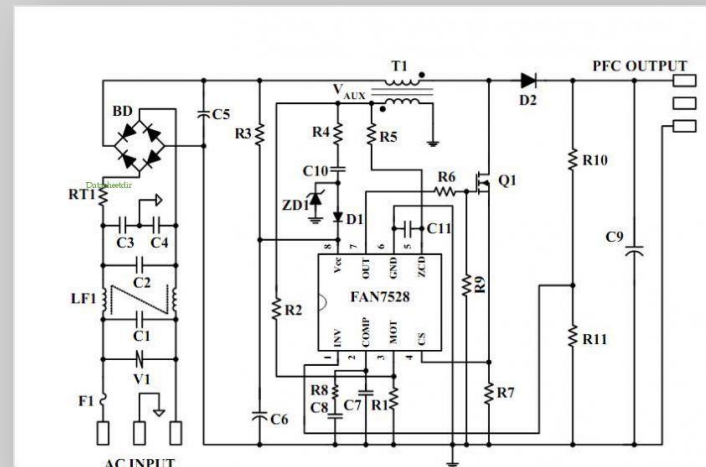 T1
PFC OUTPUT
BD
VAUX
D2
C5
R3
R4
R5
C10
R6
Q1
R10
Datasheetdir
RT1
ZD1
D1
C3
C4
C11
C9
8
7
6
5
Vcc
OUT
GND
ZCD
C2
LF1
FAN7528
R9
R2
C1
INV
COMP
MOT
CS
R11
1
2
3
4
V1
R8
C8
C7
R1
R7
F1
C6
AC INPUT